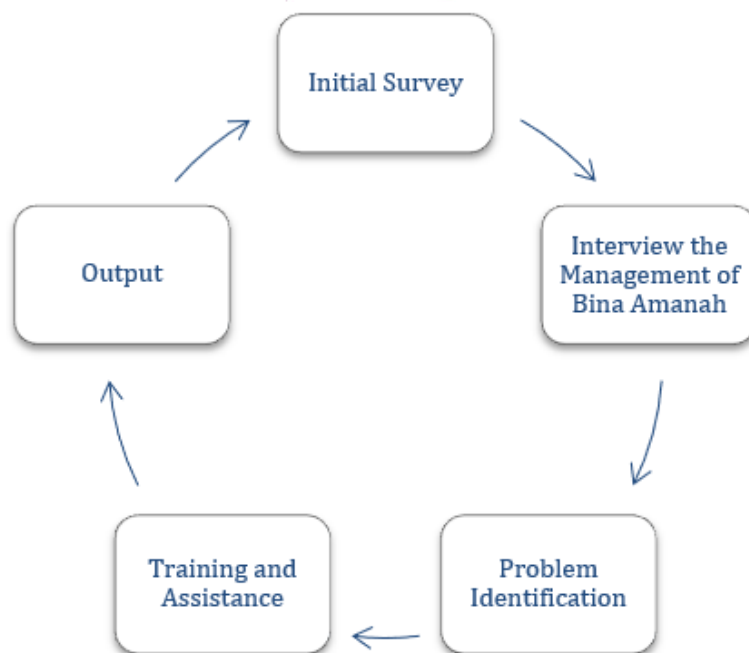 Initial Survey
Interview the
Management of
Bina Amanah
Problem
Identification
Training and
Assistance
Output